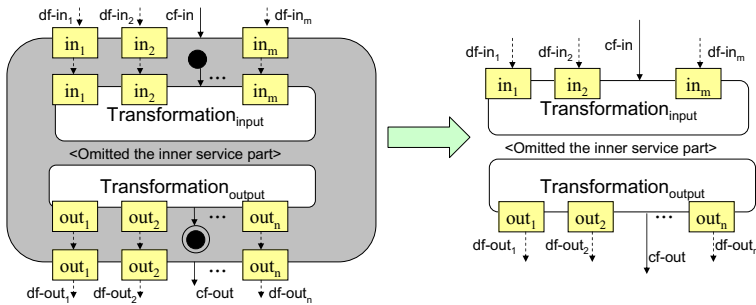 df-in1 df-in2 cf-in df-inm
in1 in2 inm
in1 in2 ... inm
Transformationinput
<Omitted the inner service part>
Transformationoutput
out1 out2 ... outn
out1 out2 ... outn
df-out1 df-out2 cf-out df-outn
cf-in
df-in1 df-in2 df-inm
in1 in2 inm
Transformationinput
<Omitted the inner service part>
Transformationoutput
out1 out2 ... outn
df-out1 df-out2 cf-out df-outn